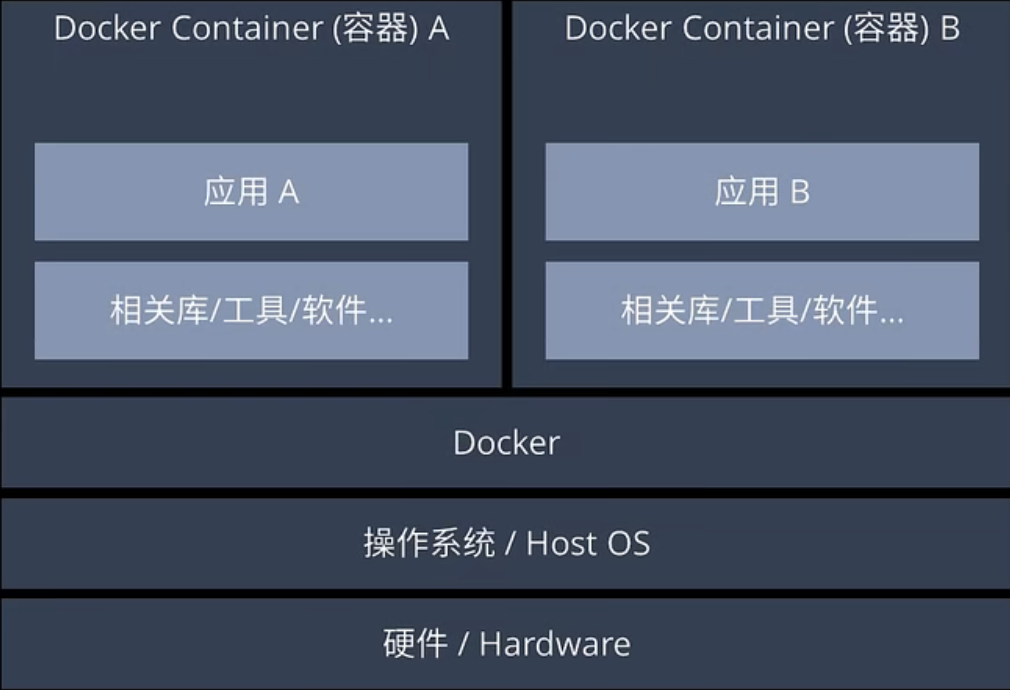 Docker Container (容器) A
Docker Container (容器) B
应用 A
应用 B
相关库/工具/软件...
相关库/工具/软件...
Docker
操作系统 / Host OS
硬件 / Hardware